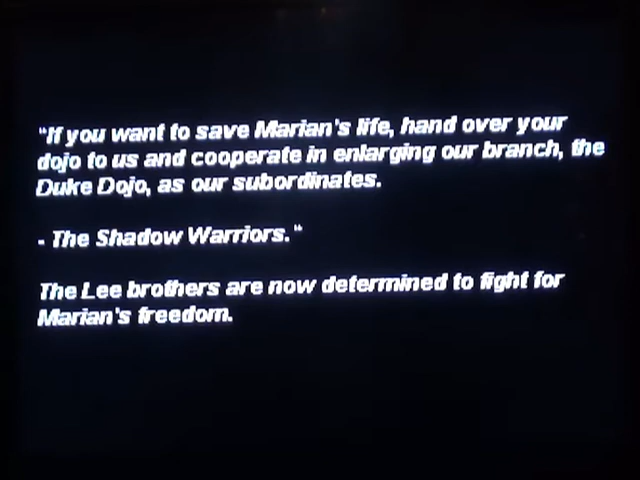 "If you want to save Marian's life, hand over your
dojo to us and cooperate in enlarging our branch, the
Duke Dojo, as our subordinates.
- The Shadow Warriors."
The Lee brothers are now determined to fight for
Marian's freedom.